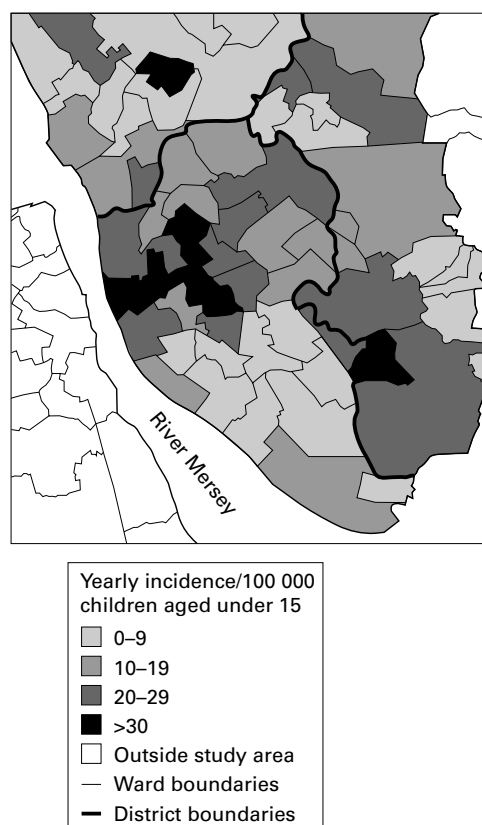 River Mersey
Yearly incidence/100 000
children aged under 15
0–9
10–19
20–29
>30
Outside study area
Ward boundaries
District boundaries